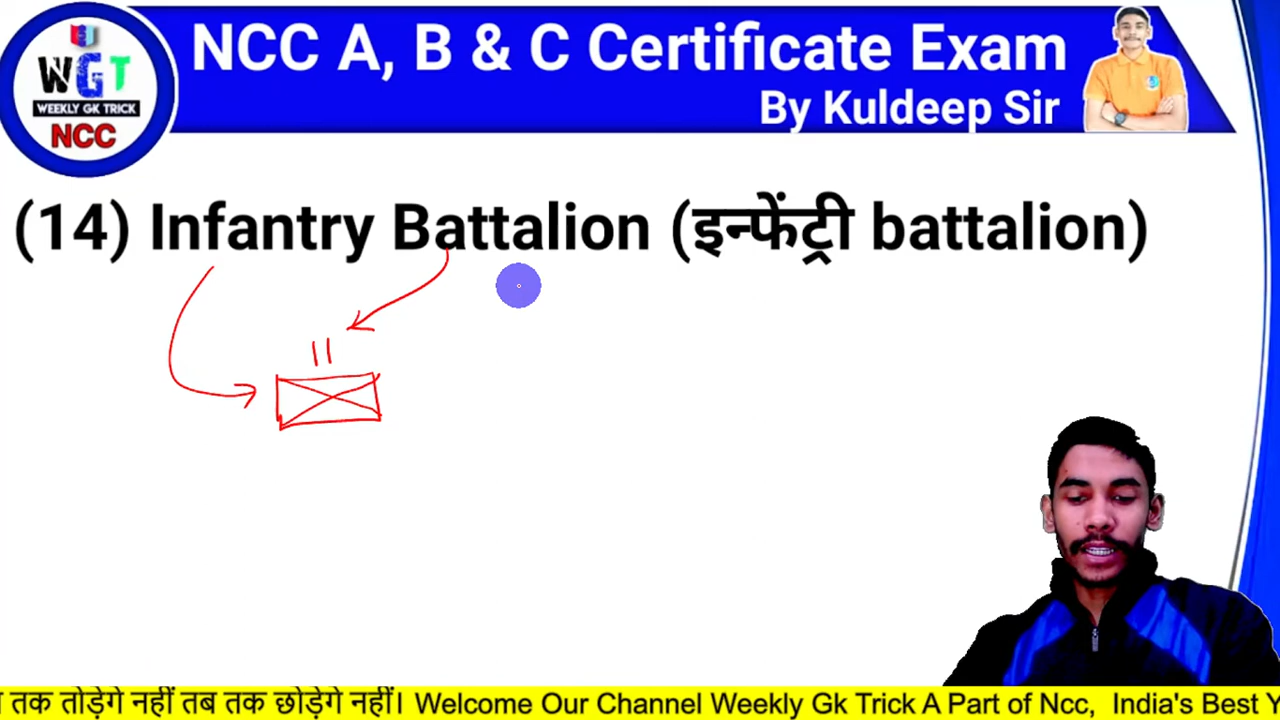 WGT
WEEKLY GK TRICK
NCC
NCC A, B & C Certificate Exam
By Kuldeep Sir
(14) Infantry Battalion (इन्फेंट्री battalion)
तक तोड़ेगे नहीं तब तक छोड़ेगे नहीं। Welcome Our Channel Weekly Gk Trick A Part of Ncc, India's Best